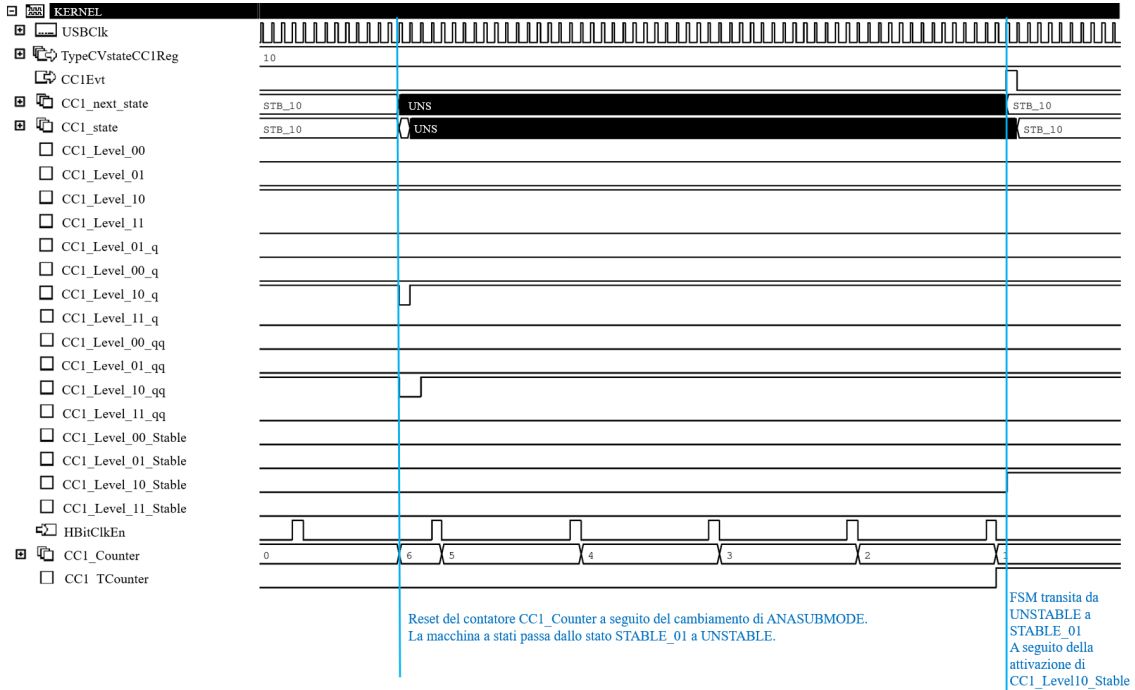 KERNEL
USBClk
TypeCVstateCC1Reg 10
CC1Evt
CC1_next_state STB_10 UNS STB_10
CC1_state STB_10 UNS STB_10
CC1_Level_00
CC1_Level_01
CC1_Level_10
CC1_Level_11
CC1_Level_01_q
CC1_Level_00_q
CC1_Level_10_q
CC1_Level_11_q
CC1_Level_00_qq
CC1_Level_01_qq
CC1_Level_10_qq
CC1_Level_11_qq
CC1_Level_00_Stable
CC1_Level_01_Stable
CC1_Level_10_Stable
CC1_Level_11_Stable
HBitClkEn
CC1_Counter 0 6 5 4 3 2 1
CC1_TCounter
Reset del contatore CC1_Counter a seguito del cambiamento di ANASUBMODE.
La macchina a stati passa dallo stato STABLE_01 a UNSTABLE.
FSM transita da
UNSTABLE a
STABLE_01
A seguito della
attivazione di
CC1_Level10_Stable